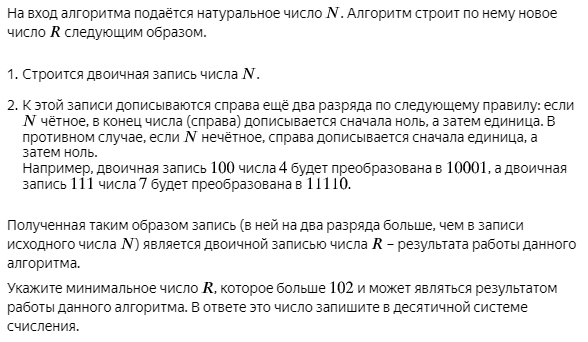 На вход алгоритма подаётся натуральное число N. Алгоритм строит по нему новое
число R следующим образом.
1. Строится двоичная запись числа N.
2. К этой записи дописываются справа ещё два разряда по следующему правилу: если
N чётное, в конец числа (справа) дописывается сначала ноль, а затем единица. В
противном случае, если N нечётное, справа дописывается сначала единица, а
затем ноль.
Например, двоичная запись 100 числа 4 будет преобразована в 10001, а двоичная
запись 111 числа 7 будет преобразована в 11110.
Полученная таким образом запись (в ней на два разряда больше, чем в записи
исходного числа N) является двоичной записью числа R – результата работы данного
алгоритма.
Укажите минимальное число R, которое больше 102 и может являться результатом
работы данного алгоритма. В ответе это число запишите в десятичной системе
счисления.